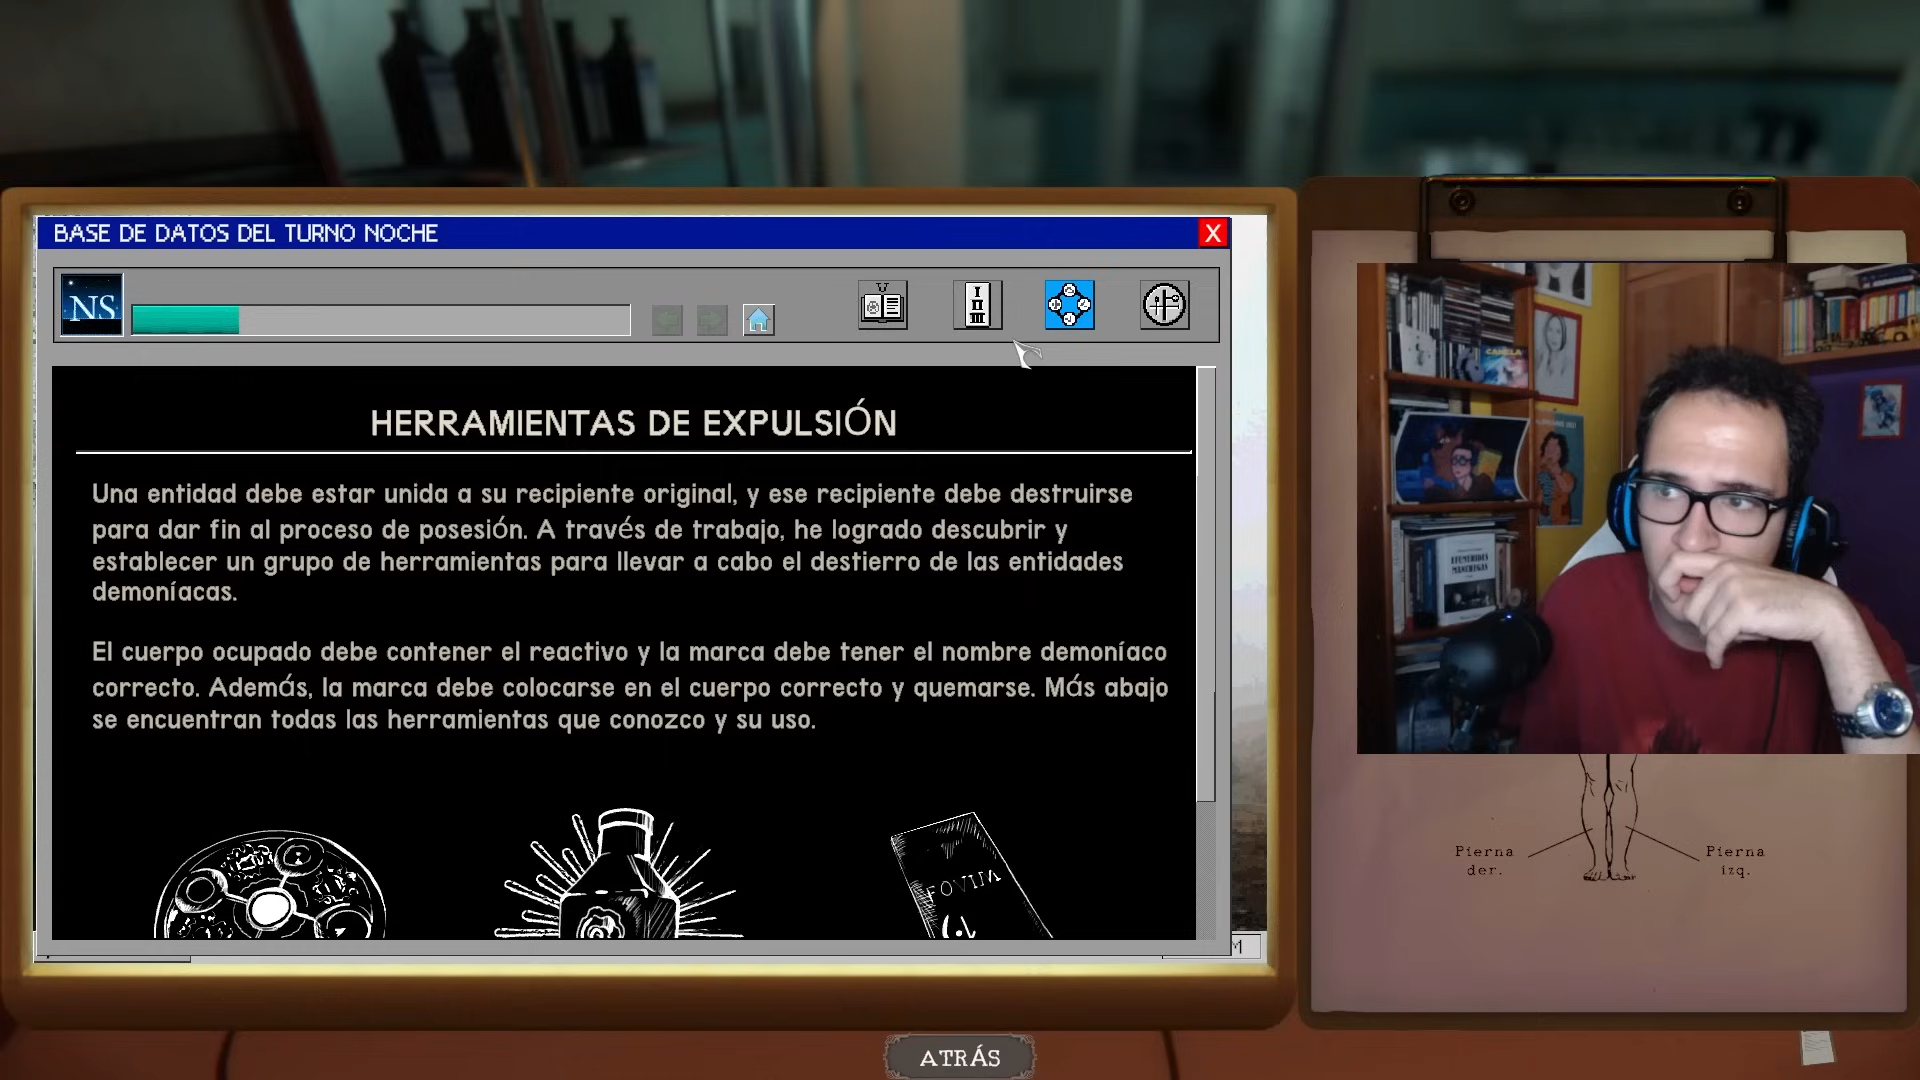 BASE DE DATOS DEL TURNO NOCHE
X
NS
I
II
III
HERRAMIENTAS DE EXPULSIÓN
Una entidad debe estar unida a su recipiente original, y ese recipiente debe destruirse
para dar fin al proceso de posesión. A través de trabajo, he logrado descubrir y
establecer un grupo de herramientas para llevar a cabo el destierro de las entidades
demoníacas.
El cuerpo ocupado debe contener el reactivo y la marca debe tener el nombre demoníaco
correcto. Además, la marca debe colocarse en el cuerpo correcto y quemarse. Más abajo
se encuentran todas las herramientas que conozco y su uso.
Pierna
der.
Pierna
izq.
ATRÁS